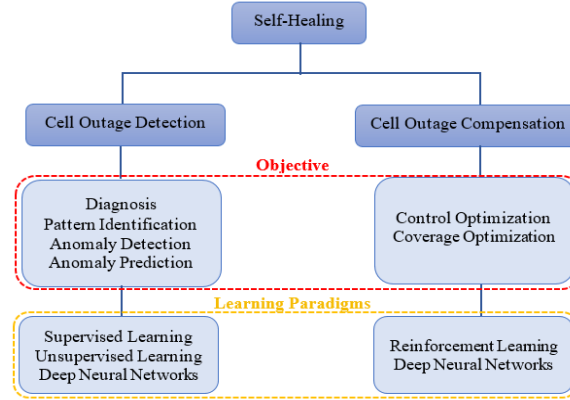 Self-Healing
Cell Outage Detection
Cell Outage Compensation
Objective
Diagnosis
Pattern Identification
Anomaly Detection
Anomaly Prediction
Control Optimization
Coverage Optimization
Learning Paradigms
Supervised Learning
Unsupervised Learning
Deep Neural Networks
Reinforcement Learning
Deep Neural Networks